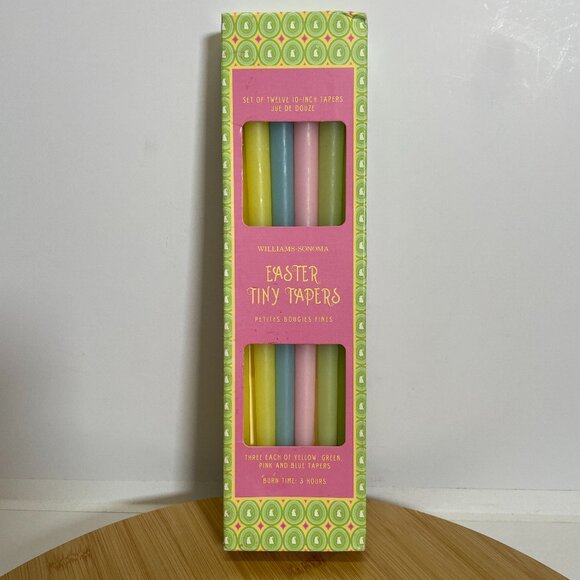 SET OF TWELVE 10-INCH TAPERS
JUE DE DOUZE
WILLIAMS-SONOMA
EASTER
TINY TAPERS
PETITES BOUGIES FINES
THREE EACH OF YELLOW, GREEN,
PINK AND BLUE TAPERS
BURN TIME: 3 HOURS